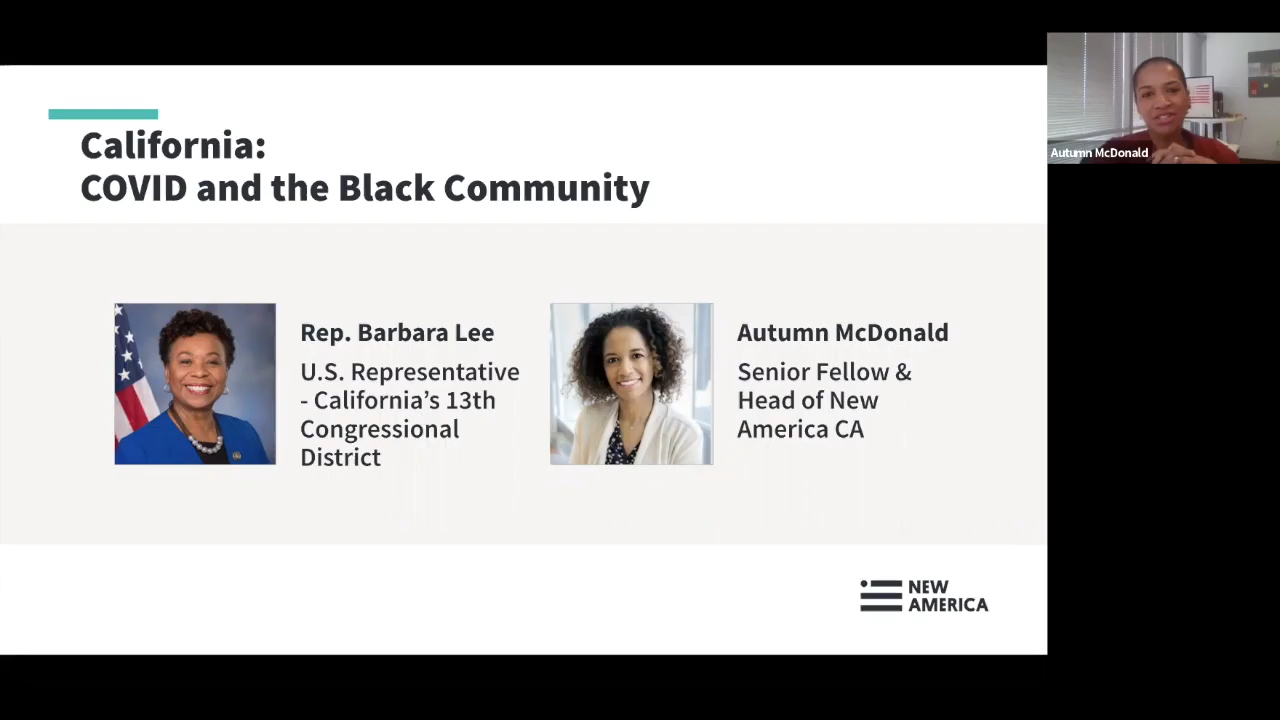 California:
COVID and the Black Community
Autumn McDonald
Rep. Barbara Lee
U.S. Representative
- California’s 13th
Congressional
District
Autumn McDonald
Senior Fellow &
Head of New
America CA
NEW
AMERICA